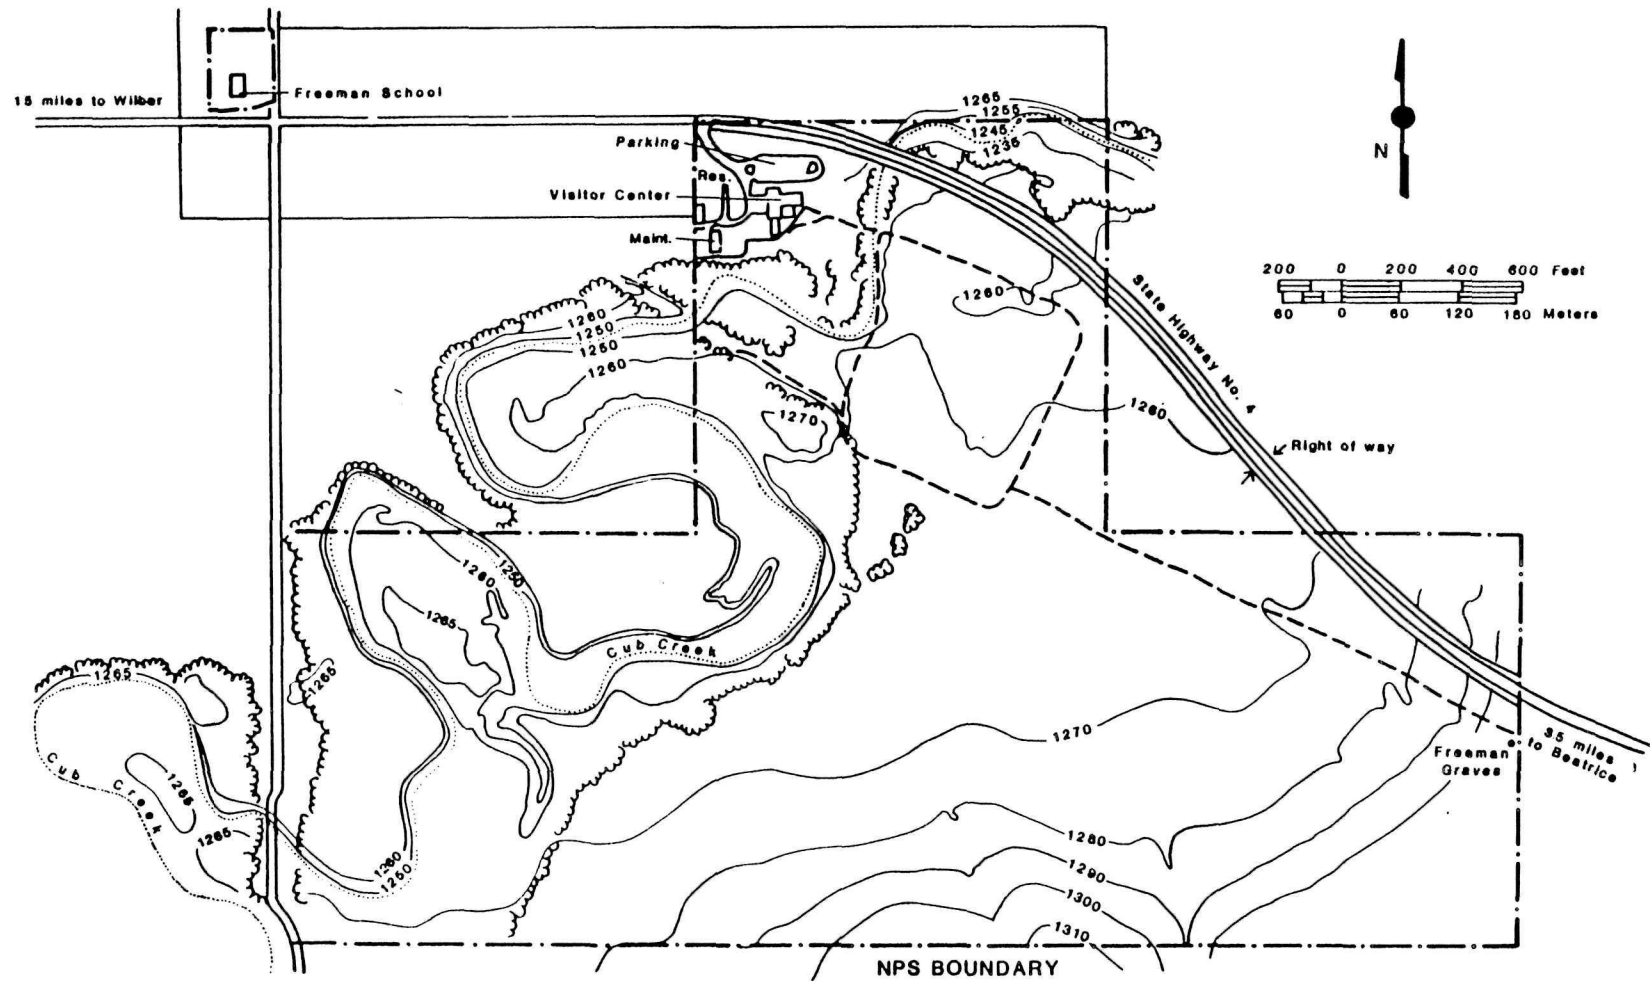 Freeman School
15 miles to Wilber
1265
1255
1245
1235
Parking
Res.
Visitor Center
Maint.
N
200 0 200 400 600 Feet
60 0 60 120 180 Meters
State Highway No. 4
1260
1260
1250
1250
1260
1270
1260
Right of way
1250
1260
1265
Cub Creek
1265
1265
1270
Freeman
Graves
35 miles
to Beatrice
Cub
Creek
1265
1265
1280
1260
1250
1290
1300
1310
NPS BOUNDARY